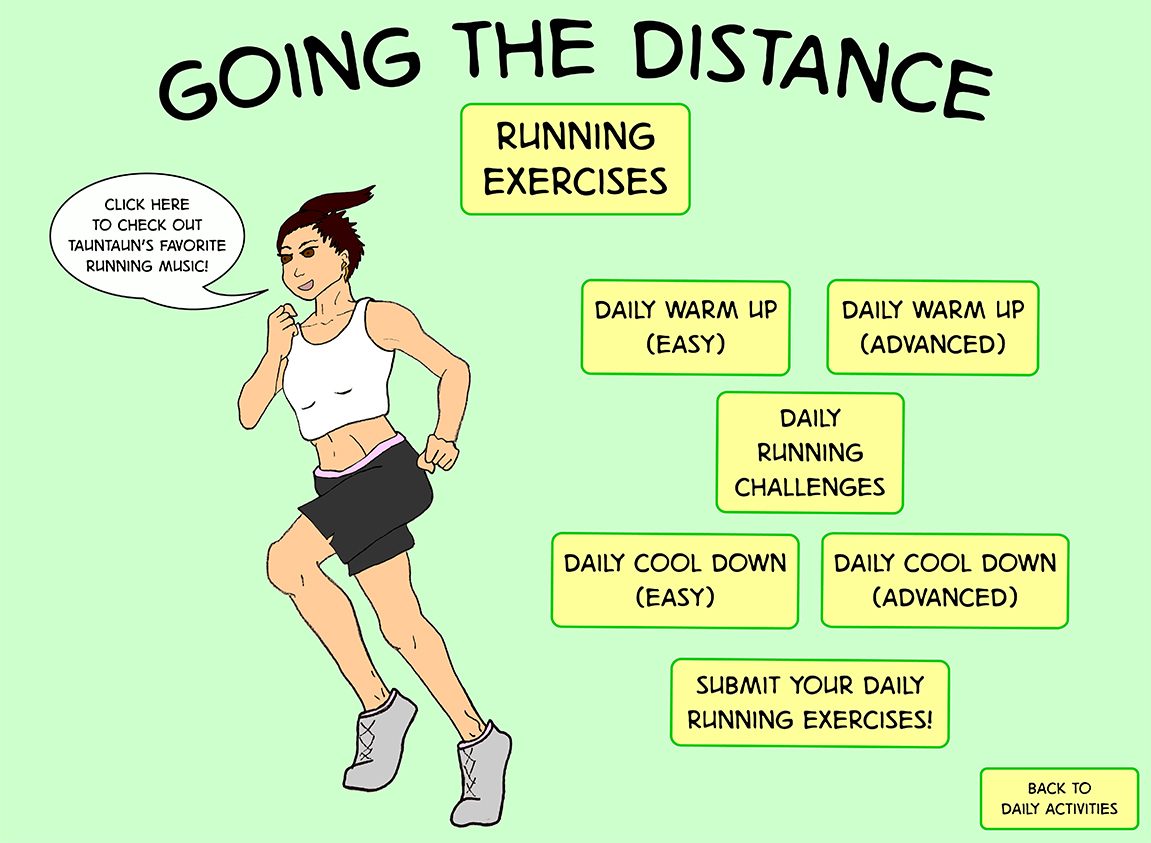 GOING THE DISTANCE
RUNNING
EXERCISES
CLICK HERE
TO CHECK OUT
TAUNTAUN'S FAVORITE
RUNNING MUSIC!
DAILY WARM UP
(EASY)
DAILY WARM UP
(ADVANCED)
DAILY
RUNNING
CHALLENGES
DAILY COOL DOWN
(EASY)
DAILY COOL DOWN
(ADVANCED)
SUBMIT YOUR DAILY
RUNNING EXERCISES!
BACK TO
DAILY ACTIVITIES